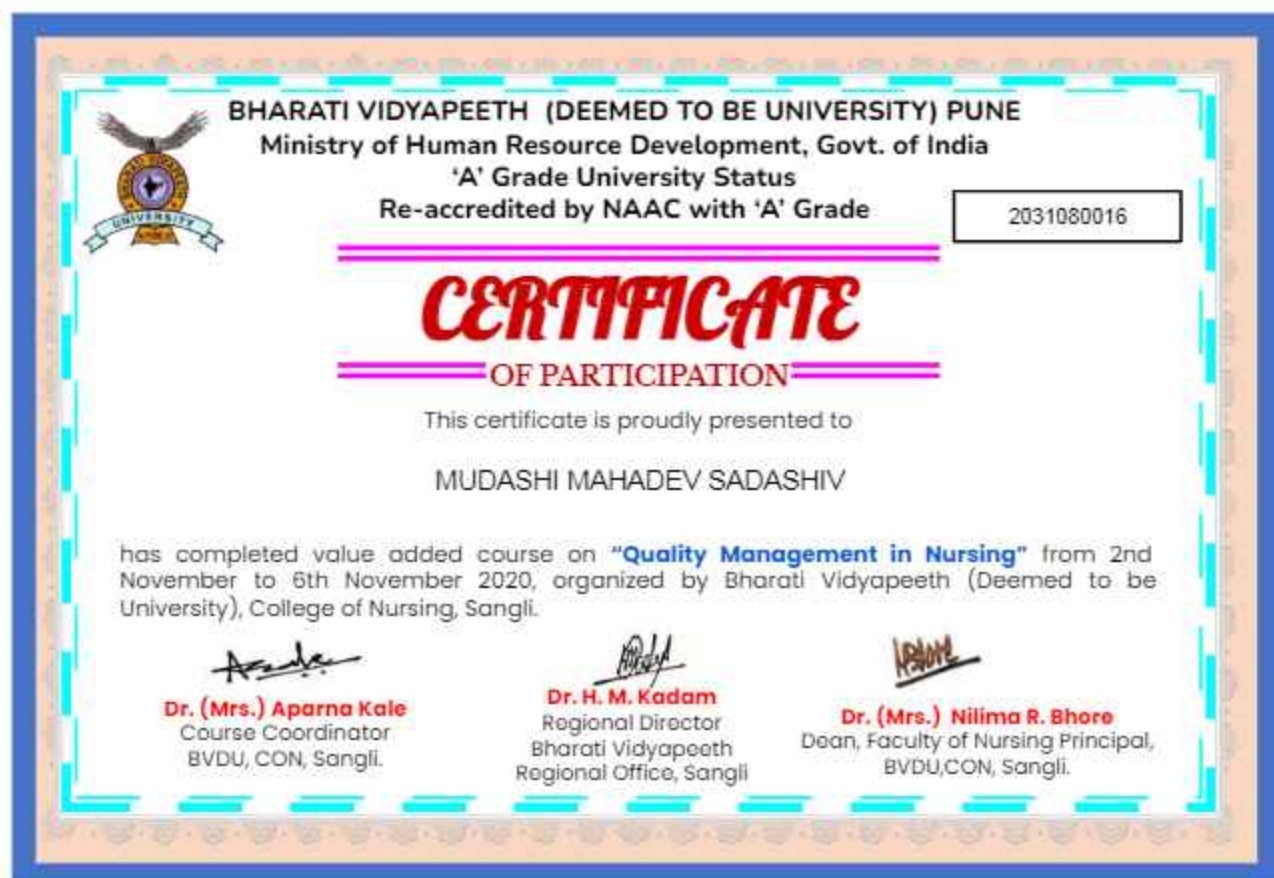 BHARATI VIDYAPEETH (DEEMED TO BE UNIVERSITY) PUNE
Ministry of Human Resource Development, Govt. of India
‘A’ Grade University Status
Re-accredited by NAAC with ‘A’ Grade
2031080016
BHARATI VIDYAPEETH
UNIVERSITY
CERTIFICATE
OF PARTICIPATION
This certificate is proudly presented to
MUDASHI MAHADEV SADASHIV
has completed value added course on “Quality Management in Nursing” from 2nd
November to 6th November 2020, organized by Bharati Vidyapeeth (Deemed to be
University), College of Nursing, Sangli.
Dr. (Mrs.) Aparna Kale
Course Coordinator
BVDU, CON, Sangli.
Dr. H. M. Kadam
Regional Director
Bharati Vidyapeeth
Regional Office, Sangli
Dr. (Mrs.) Nilima R. Bhore
Dean, Faculty of Nursing Principal,
BVDU,CON, Sangli.